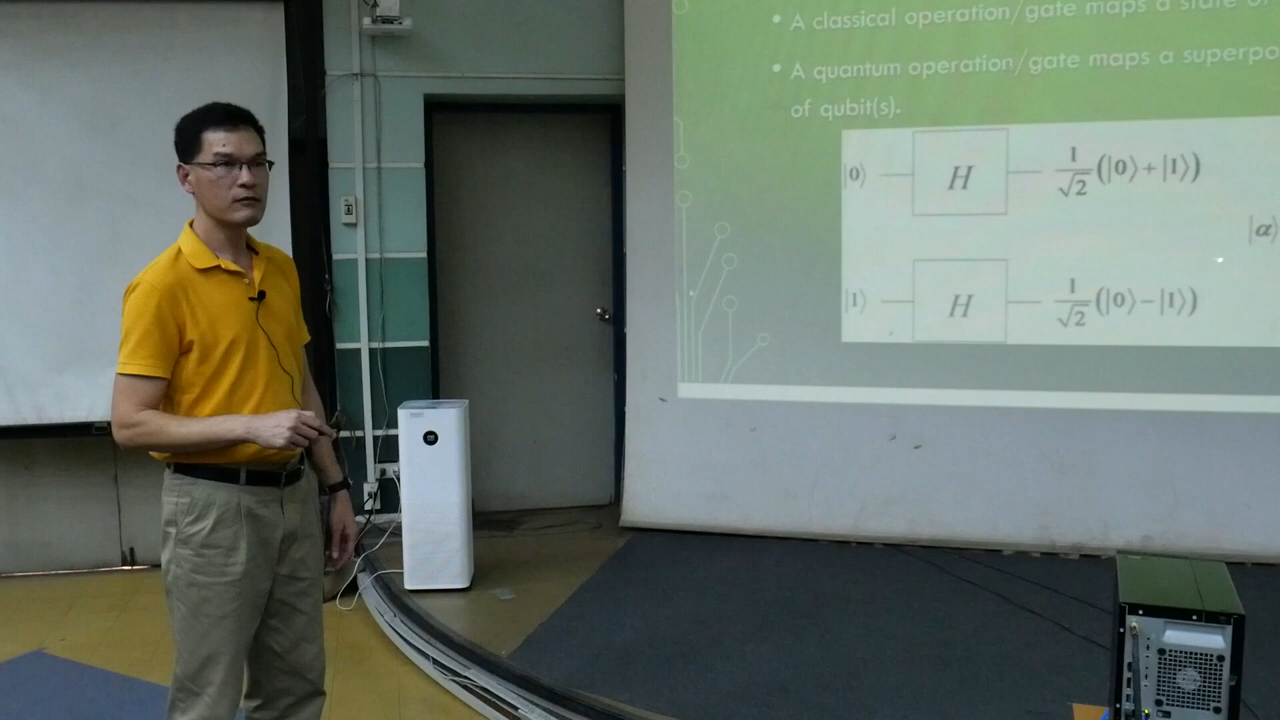 • A classical operation/gate maps a state of
• A quantum operation/gate maps a superpo
of qubit(s).
|0⟩ H 1/√2 (|0⟩+|1⟩)
|α⟩
|1⟩ H 1/√2 (|0⟩−|1⟩)